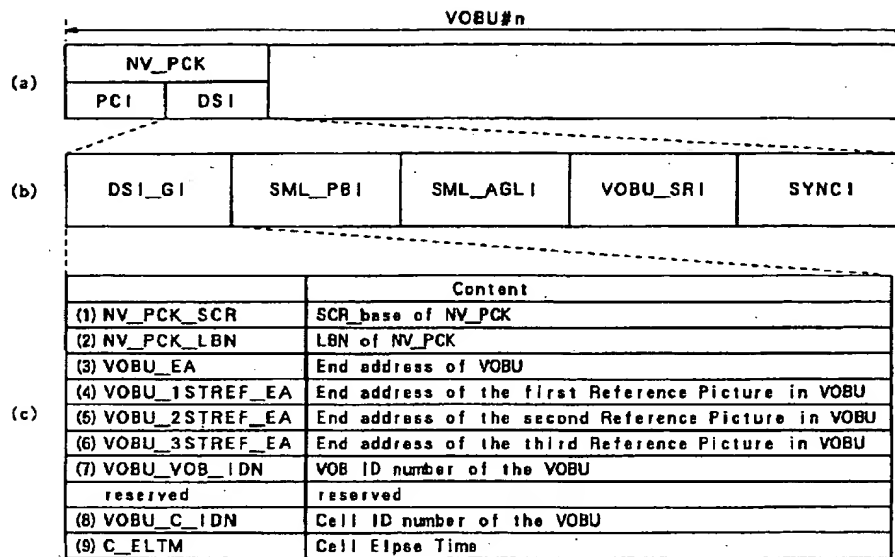 VOBU#n
(a)
NV_PCK
PCI DSI
(b)
DSI_GI SML_PBI SML_AGLI VOBU_SRI SYNCI
(c)
Content
(1) NV_PCK_SCR SCR_base of NV_PCK
(2) NV_PCK_LBN LBN of NV_PCK
(3) VOBU_EA End address of VOBU
(4) VOBU_1STREF_EA End address of the first Reference Picture in VOBU
(5) VOBU_2STREF_EA End address of the second Reference Picture in VOBU
(6) VOBU_3STREF_EA End address of the third Reference Picture in VOBU
(7) VOBU_VOB_IDN VOB ID number of the VOBU
reserved reserved
(8) VOBU_C_IDN Cell ID number of the VOBU
(9) C_ELTM Cell Elpse Time